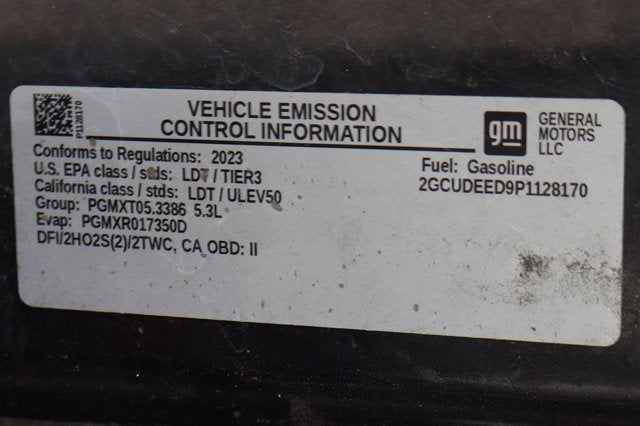 P1128170
VEHICLE EMISSION
CONTROL INFORMATION
gm
GENERAL
MOTORS
LLC
Conforms to Regulations: 2023
U.S. EPA class / stds: LDT / TIER3
California class / stds: LDT / ULEV50
Group: PGMXT05.3386 5.3L
Evap: PGMXR017350D
DFI/2HO2S(2)/2TWC, CA OBD: II
Fuel: Gasoline
2GCUDEED9P1128170